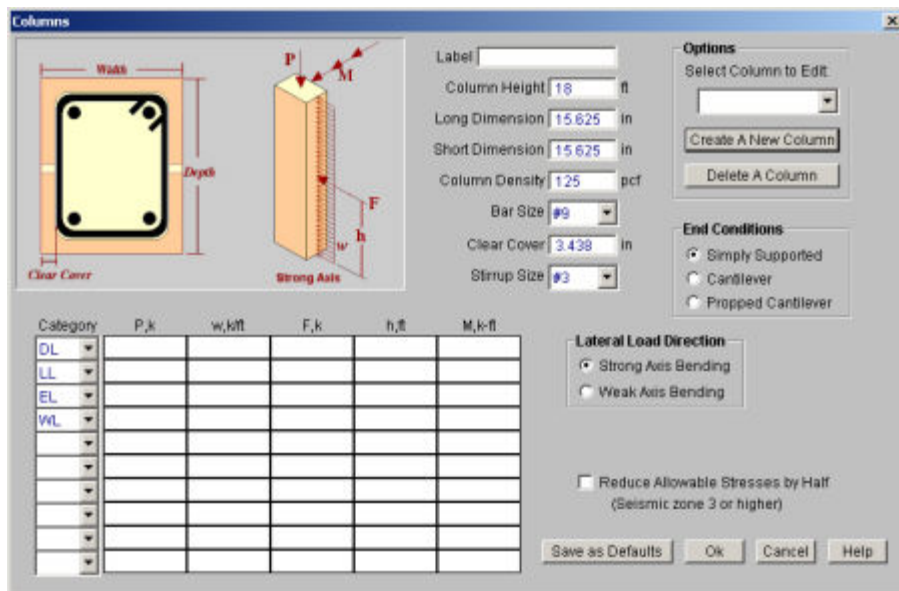 Columns
Width
Depth
Clear Cover
P
M
F
h
w
Strong Axis
Label
Column Height 18 ft
Long Dimension 15.625 in
Short Dimension 15.625 in
Column Density 125 pcf
Bar Size #9
Clear Cover 3.438 in
Stirrup Size #3
Options
Select Column to Edit:
Create A New Column
Delete A Column
End Conditions
Simply Supported
Cantilever
Propped Cantilever
Category P,k w,k/ft F,k h,ft M,k-ft
DL
LL
EL
WL
Lateral Load Direction
Strong Axis Bending
Weak Axis Bending
Reduce Allowable Stresses by Half
(Seismic zone 3 or higher)
Save as Defaults Ok Cancel Help